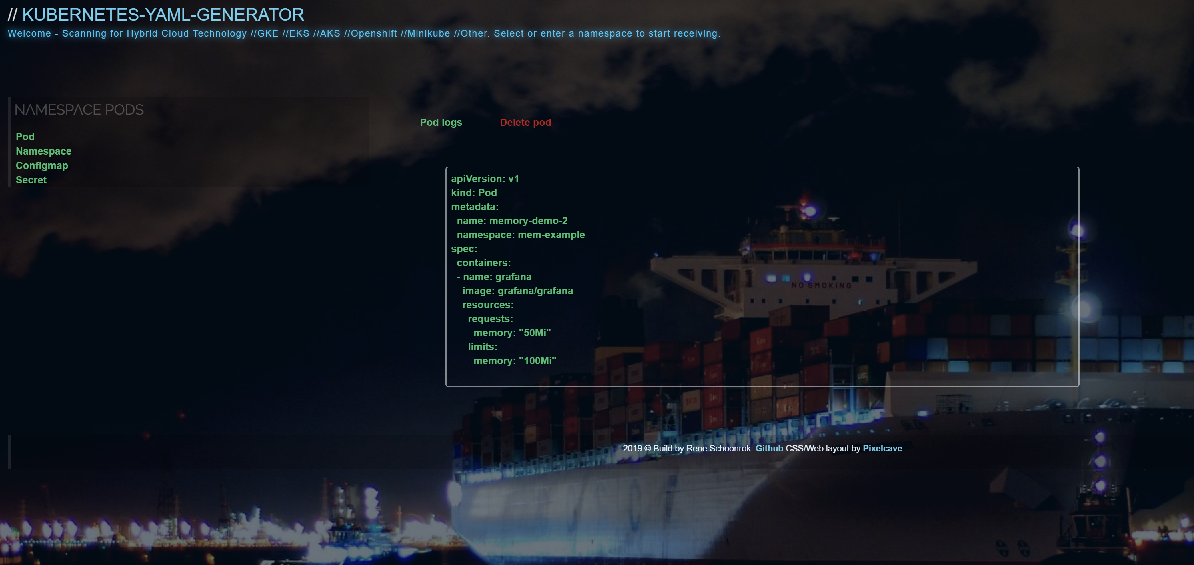 // KUBERNETES-YAML-GENERATOR
Welcome - Scanning for Hybrid Cloud Technology //GKE //EKS //AKS //Openshift //Minikube //Other. Select or enter a namespace to start receiving.
NAMESPACE PODS
Pod
Namespace
Configmap
Secret
Pod logs Delete pod
apiVersion: v1
kind: Pod
metadata:
name: memory-demo-2
namespace: mem-example
spec:
containers:
- name: grafana
image: grafana/grafana
resources:
requests:
memory: "50Mi"
limits:
memory: "100Mi"
NO SMOKING
2019 © Build by Rene Schoonrok. Github CSS/Web layout by Pixelcave